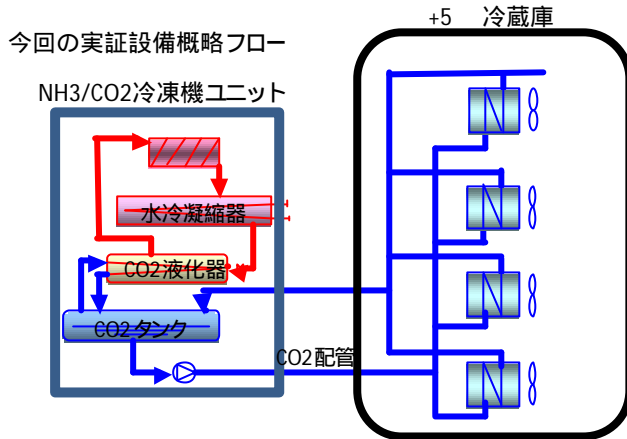 +5 冷蔵庫
今回の実証設備概略フロー
NH3/CO2冷凍機ユニット
水冷凝縮器
CO2液化器
CO2タンク
CO2配管